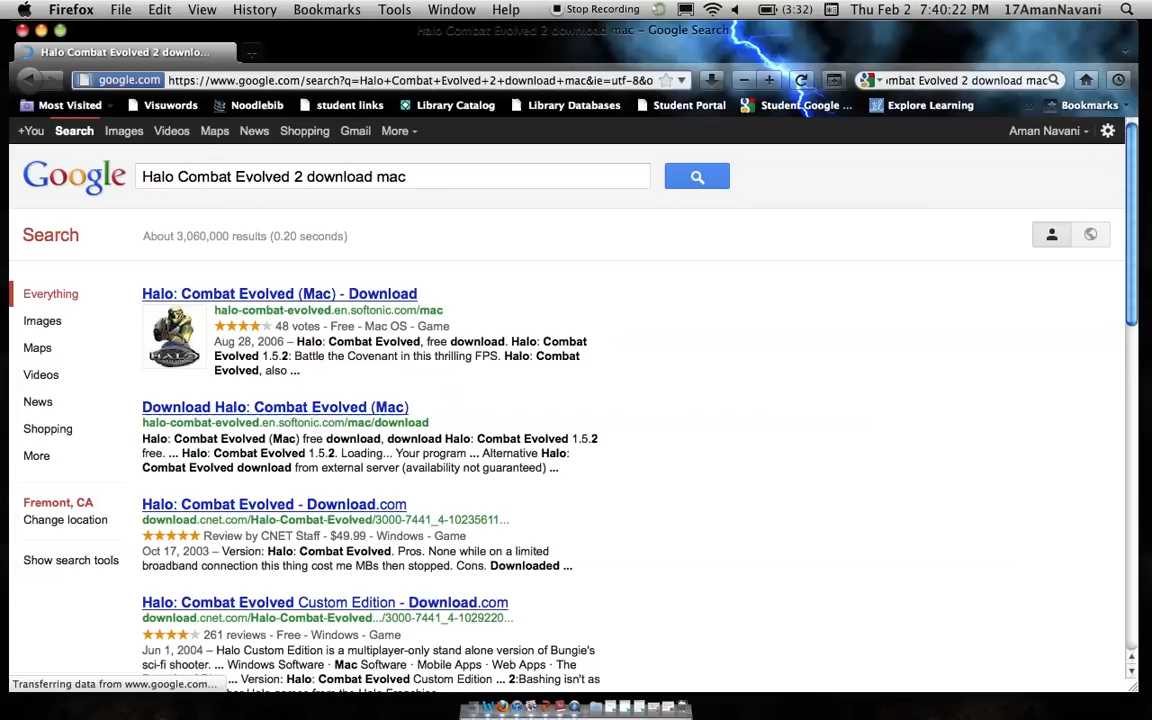 Firefox File Edit View History Bookmarks Tools Window Help Stop Recording (3:32) Thu Feb 2 7:40:22 PM 17AmanNavani
Halo Combat Evolved 2 download mac – Google Search
Halo Combat Evolved 2 downlo...
google.com https://www.google.com/search?q=Halo+Combat+Evolved+2+download+mac&ie=utf-8&o mbat Evolved 2 download mac
Most Visited Visuwords Noodlebib student links Library Catalog Library Databases Student Portal Student Google ... Explore Learning Bookmarks
+You Search Images Videos Maps News Shopping Gmail More Aman Navani
Google Halo Combat Evolved 2 download mac
Search About 3,060,000 results (0.20 seconds)
Everything
Images
Maps
Videos
News
Shopping
More
Fremont, CA
Change location
Show search tools
Halo: Combat Evolved (Mac) - Download
halo-combat-evolved.en.softonic.com/mac
48 votes - Free - Mac OS - Game
Aug 28, 2006 – Halo: Combat Evolved, free download. Halo: Combat
Evolved 1.5.2: Battle the Covenant in this thrilling FPS. Halo: Combat
Evolved, also ...
HALO
Download Halo: Combat Evolved (Mac)
halo-combat-evolved.en.softonic.com/mac/download
Halo: Combat Evolved (Mac) free download, download Halo: Combat Evolved 1.5.2
free. ... Halo: Combat Evolved 1.5.2. Loading... Your program ... Alternative Halo:
Combat Evolved download from external server (availability not guaranteed) ...
Halo: Combat Evolved - Download.com
download.cnet.com/Halo-Combat-Evolved/3000-7441_4-10235611...
Review by CNET Staff - $49.99 - Windows - Game
Oct 17, 2003 – Version: Halo: Combat Evolved. Pros. None while on a limited
broadband connection this thing cost me MBs then stopped. Cons. Downloaded ...
Halo: Combat Evolved Custom Edition - Download.com
download.cnet.com/Halo-Combat-Evolved.../3000-7441_4-1029220...
261 reviews - Free - Windows - Game
Jun 1, 2004 – Halo Custom Edition is a multiplayer-only stand alone version of Bungie's
sci-fi shooter. ... Windows Software · Mac Software · Mobile Apps · Web Apps · The
Download ... Version: Halo: Combat Evolved Custom Edition ... 2:Bashing isn't as
Transferring data from www.google.com...